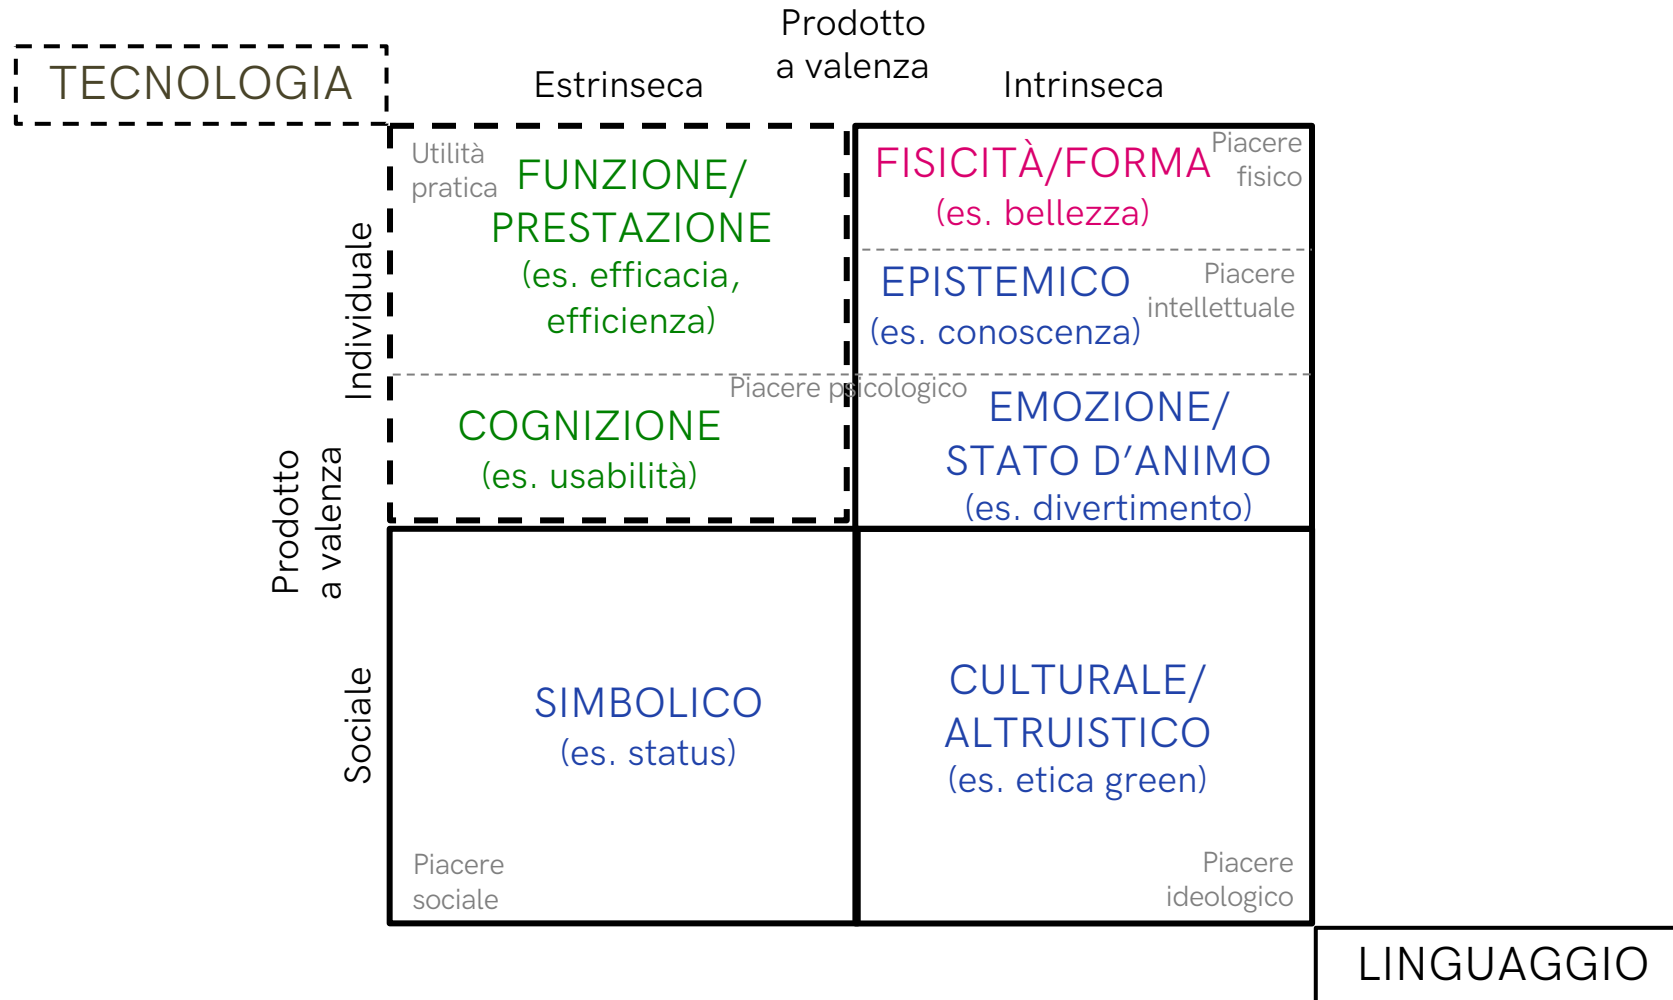 Prodotto
a valenza
TECNOLOGIA
Estrinseca
Intrinseca
Utilità
pratica
FUNZIONE/
PRESTAZIONE
(es. efficacia,
efficienza)
FISICITÀ/FORMA
(es. bellezza)
Piacere
fisico
EPISTEMICO
(es. conoscenza)
Piacere
intellettuale
Individuale
Piacere psicologico
COGNIZIONE
(es. usabilità)
EMOZIONE/
STATO D’ANIMO
(es. divertimento)
Prodotto
a valenza
Sociale
SIMBOLICO
(es. status)
Piacere
sociale
CULTURALE/
ALTRUISTICO
(es. etica green)
Piacere
ideologico
LINGUAGGIO